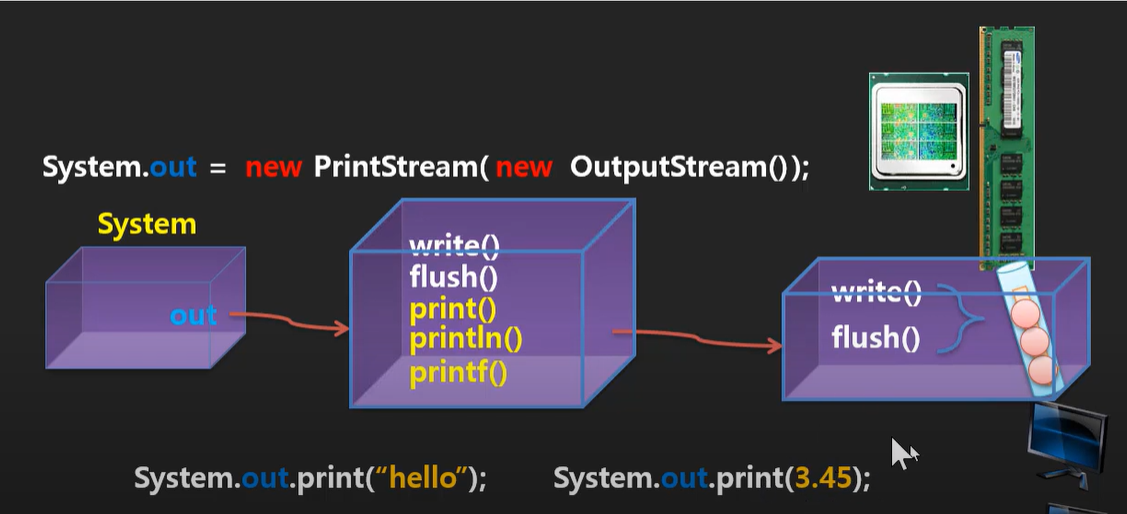 System.out = new PrintStream( new OutputStream());
System
out
write()
flush()
print()
println()
printf()
write()
flush()
System.out.print(“hello”);
System.out.print(3.45);